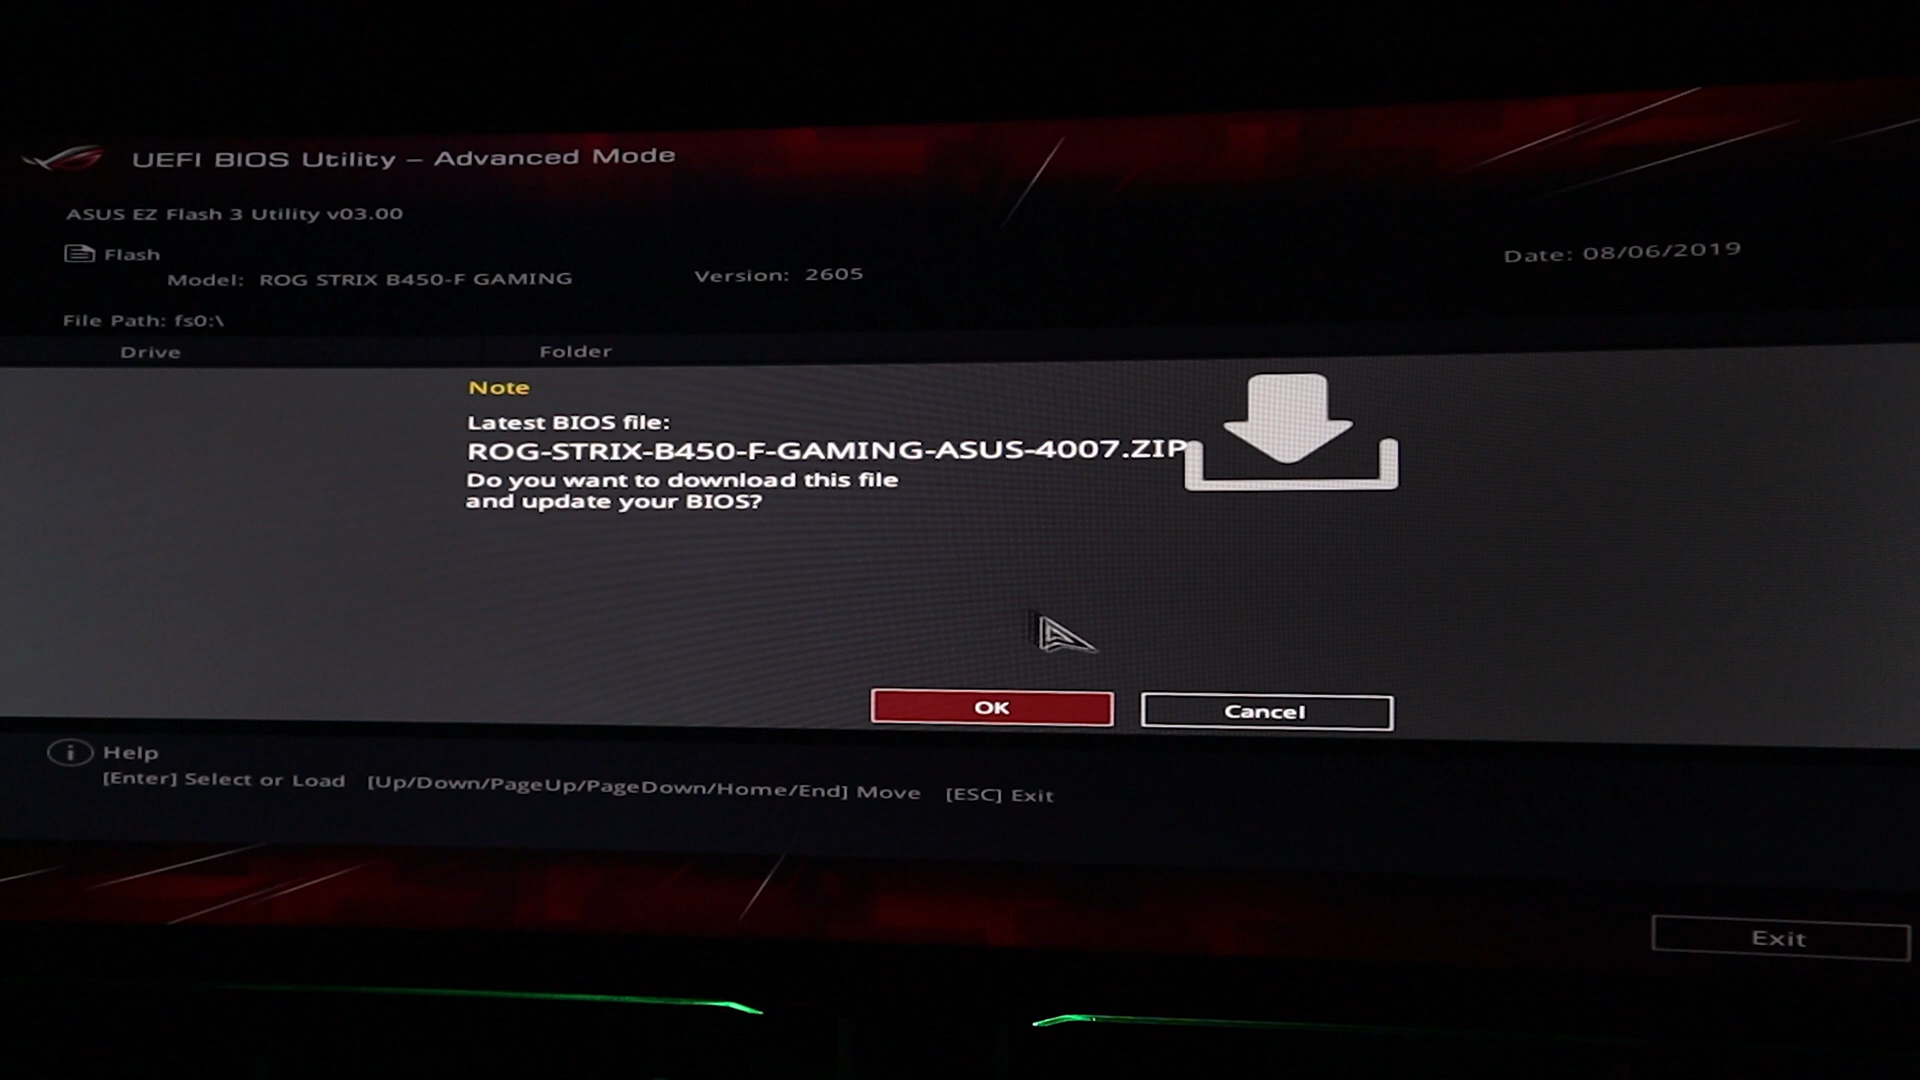 UEFI BIOS Utility – Advanced Mode
ASUS EZ Flash 3 Utility v03.00
Flash
Model: ROG STRIX B450-F GAMING Version: 2605 Date: 08/06/2019
File Path: fs0:\
Drive Folder
Note
Latest BIOS file:
ROG-STRIX-B450-F-GAMING-ASUS-4007.ZIP
Do you want to download this file
and update your BIOS?
OK Cancel
Help
[Enter] Select or Load [Up/Down/PageUp/PageDown/Home/End] Move [ESC] Exit
Exit